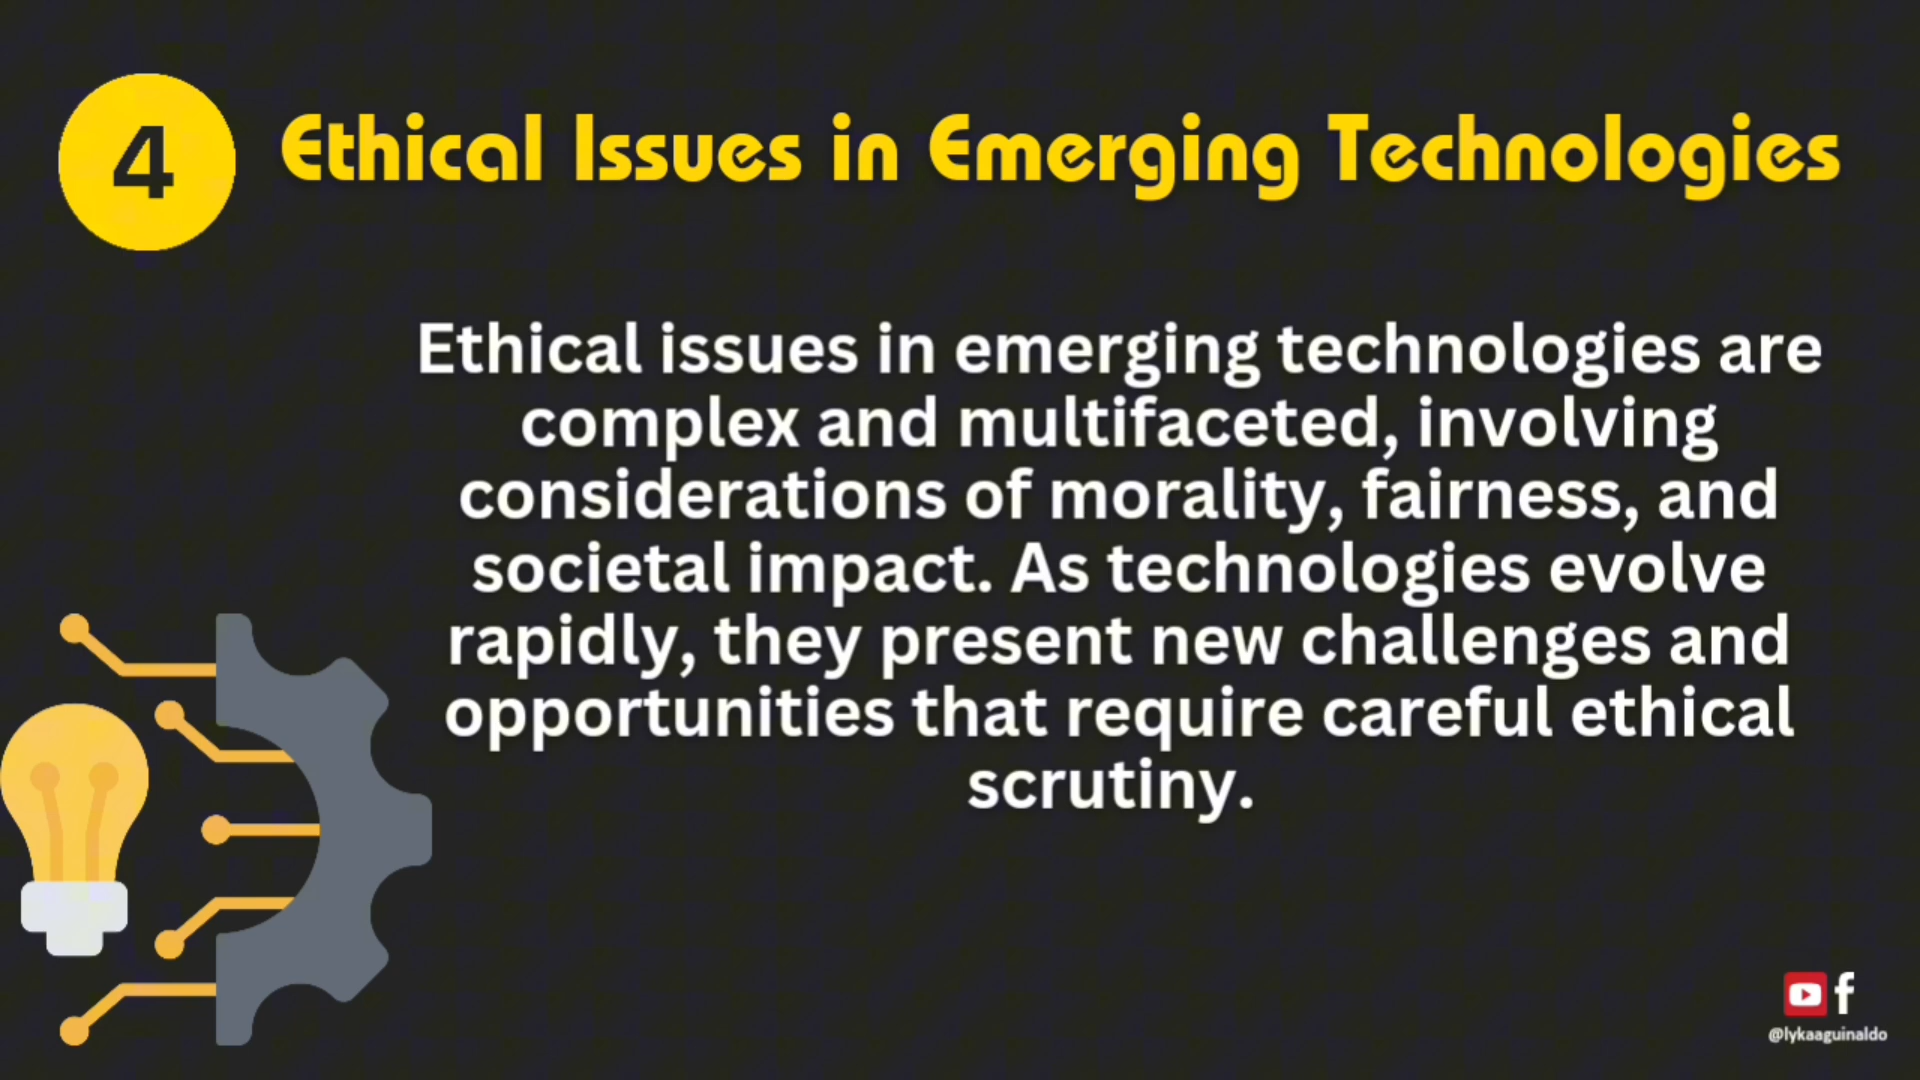 4
Ethical Issues in Emerging Technologies
Ethical issues in emerging technologies are
complex and multifaceted, involving
considerations of morality, fairness, and
societal impact. As technologies evolve
rapidly, they present new challenges and
opportunities that require careful ethical
scrutiny.
f
@lykaaguinaldo